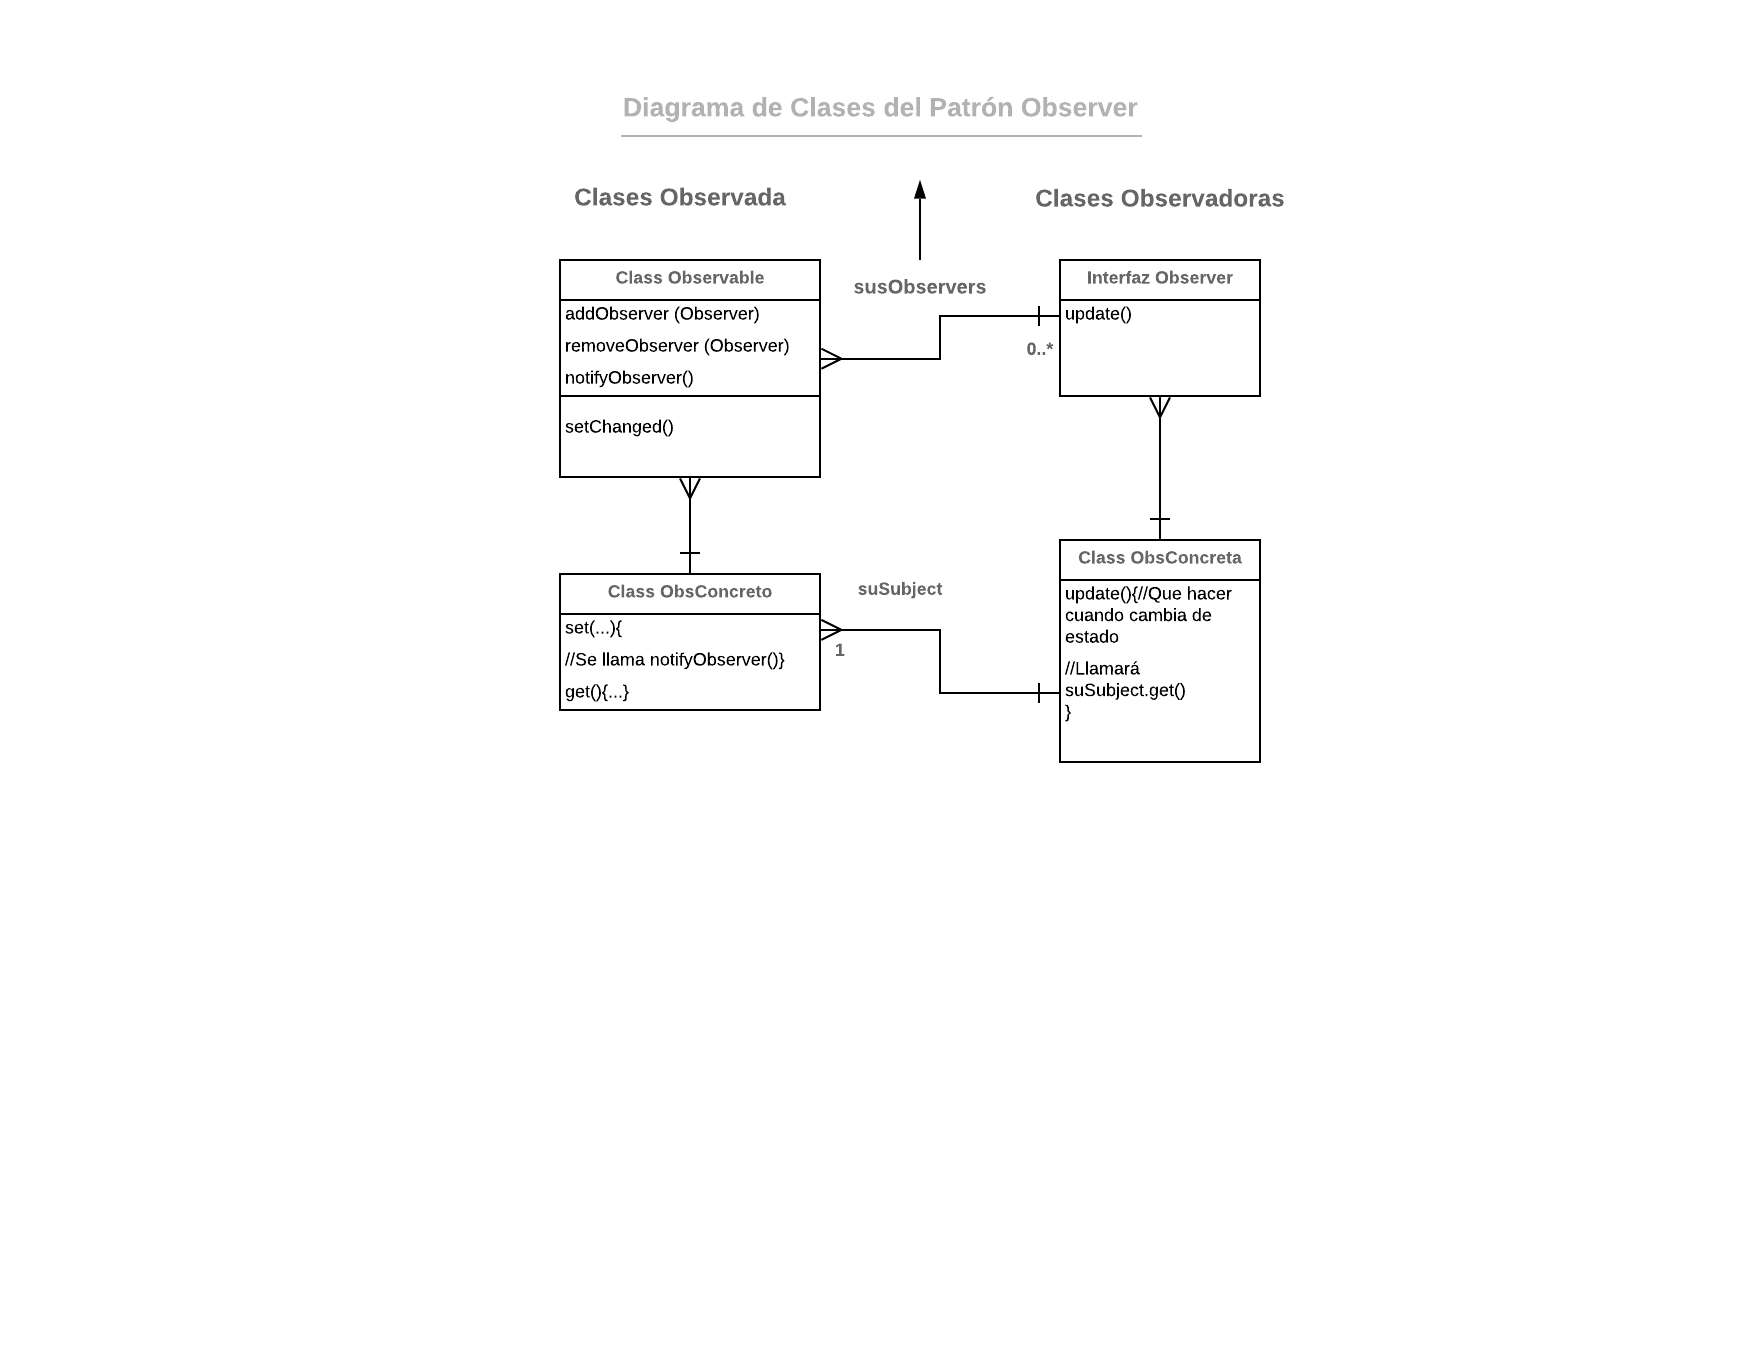 Diagrama de Clases del Patrón Observer
Clases Observada
Clases Observadoras
Class Observable
addObserver (Observer)
removeObserver (Observer)
notifyObserver()
setChanged()
susObservers
0..*
Interfaz Observer
update()
Class ObsConcreto
set(...){
//Se llama notifyObserver()}
get(){...}
suSubject
1
Class ObsConcreta
update(){//Que hacer
cuando cambia de
estado
//Llamará
suSubject.get()
}